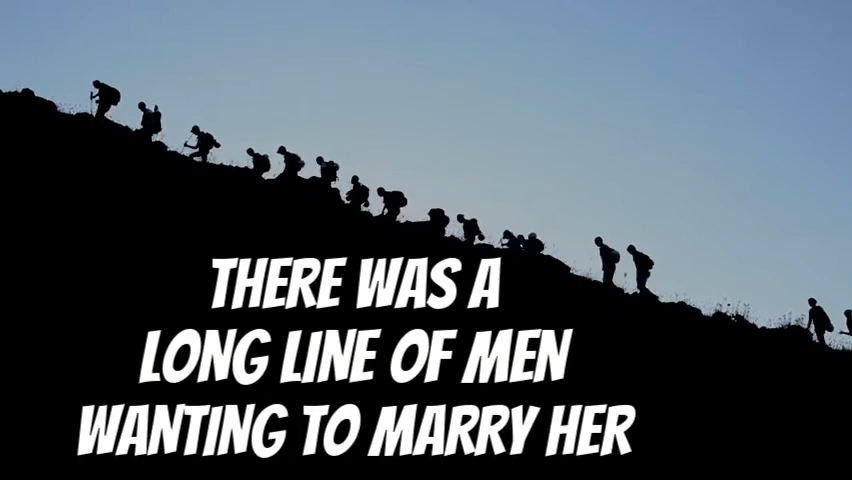 THERE WAS A
LONG LINE OF MEN
WANTING TO MARRY HER